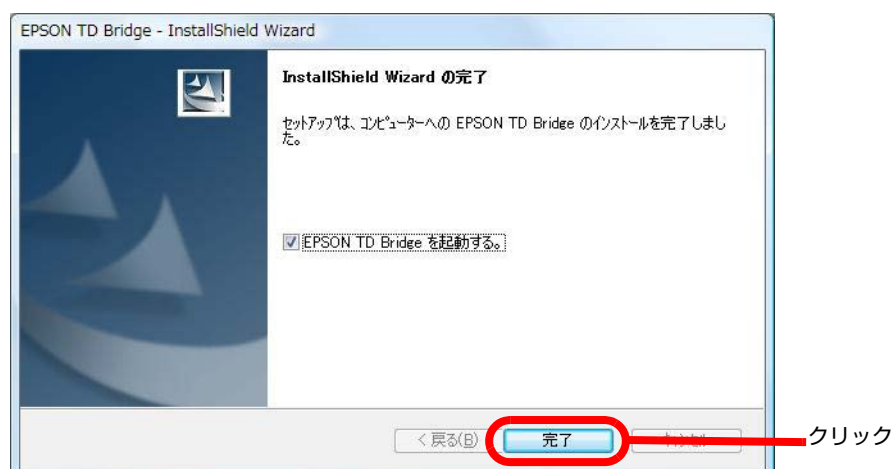 EPSON TD Bridge - InstallShield Wizard
InstallShield Wizard の完了
セットアップは、コンピューターへの EPSON TD Bridge のインストールを完了しまし
た。
EPSON TD Bridge を起動する。
< 戻る(B)
完了
クリック